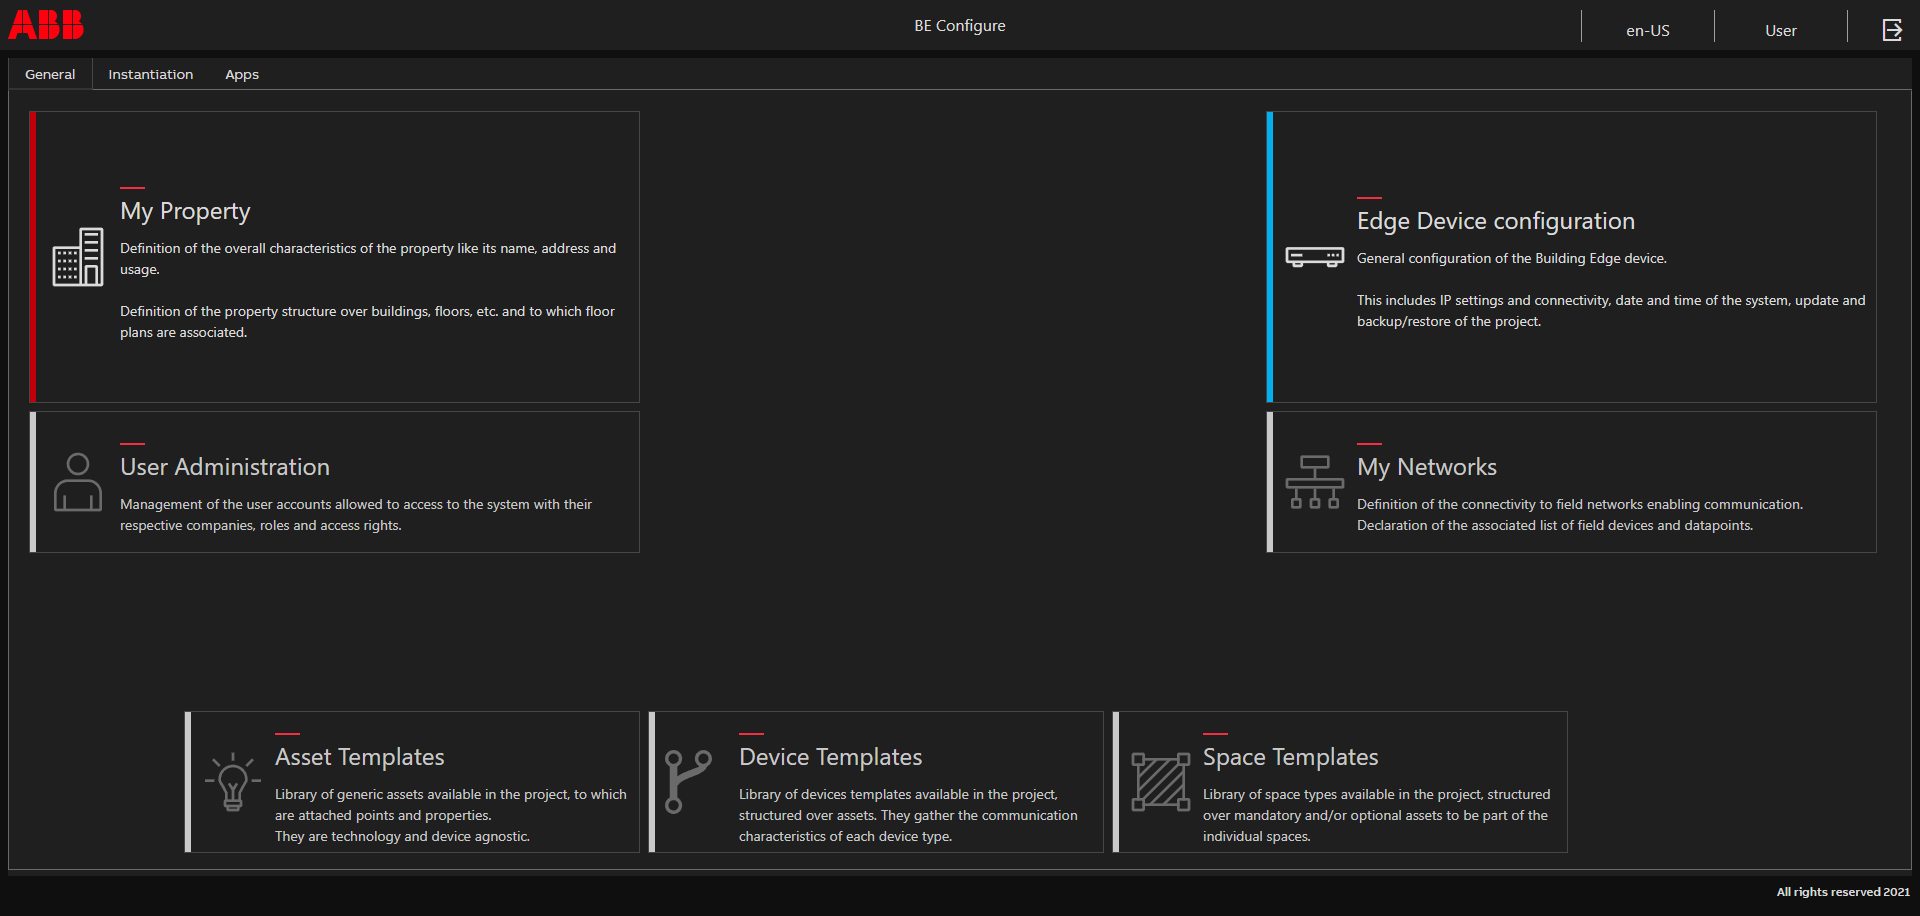 ABB
BE Configure
en-US
User
General
Instantiation
Apps
My Property
Definition of the overall characteristics of the property like its name, address and
usage.
Definition of the property structure over buildings, floors, etc. and to which floor
plans are associated.
Edge Device configuration
General configuration of the Building Edge device.
This includes IP settings and connectivity, date and time of the system, update and
backup/restore of the project.
User Administration
Management of the user accounts allowed to access to the system with their
respective companies, roles and access rights.
My Networks
Definition of the connectivity to field networks enabling communication.
Declaration of the associated list of field devices and datapoints.
Asset Templates
Library of generic assets available in the project, to which
are attached points and properties.
They are technology and device agnostic.
Device Templates
Library of devices templates available in the project,
structured over assets. They gather the communication
characteristics of each device type.
Space Templates
Library of space types available in the project, structured
over mandatory and/or optional assets to be part of the
individual spaces.
All rights reserved 2021